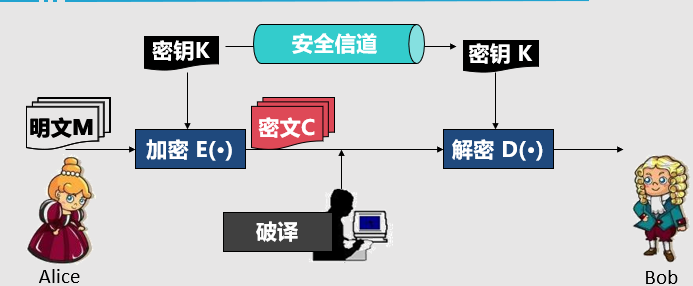 密钥K
安全信道
密钥 K
明文M
加密 E(•)
密文C
解密 D(•)
破译
Alice
Bob